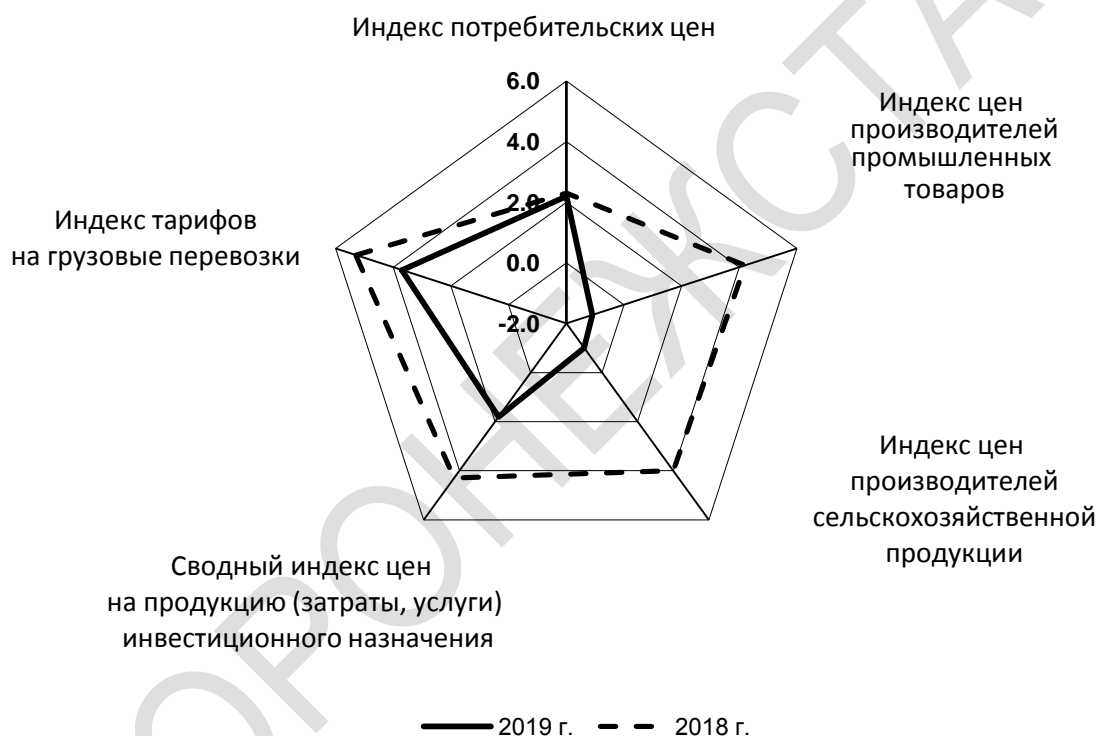 Индекс потребительских цен
6.0
4.0
2.0
0.0
-2.0
Индекс цен
производителей
промышленных
товаров
Индекс тарифов
на грузовые перевозки
Индекс цен
производителей
сельскохозяйственной
продукции
Сводный индекс цен
на продукцию (затраты, услуги)
инвестиционного назначения
2019 г. 2018 г.
ОРОНЕЖСТА